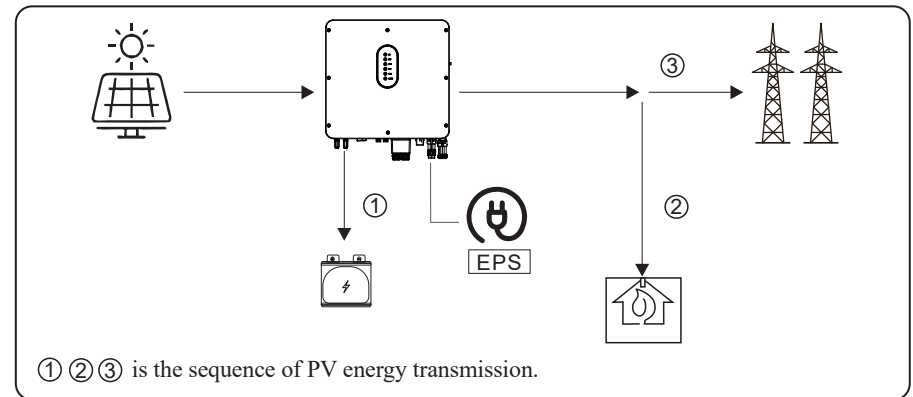 ③
①
②
EPS
①②③ is the sequence of PV energy transmission.